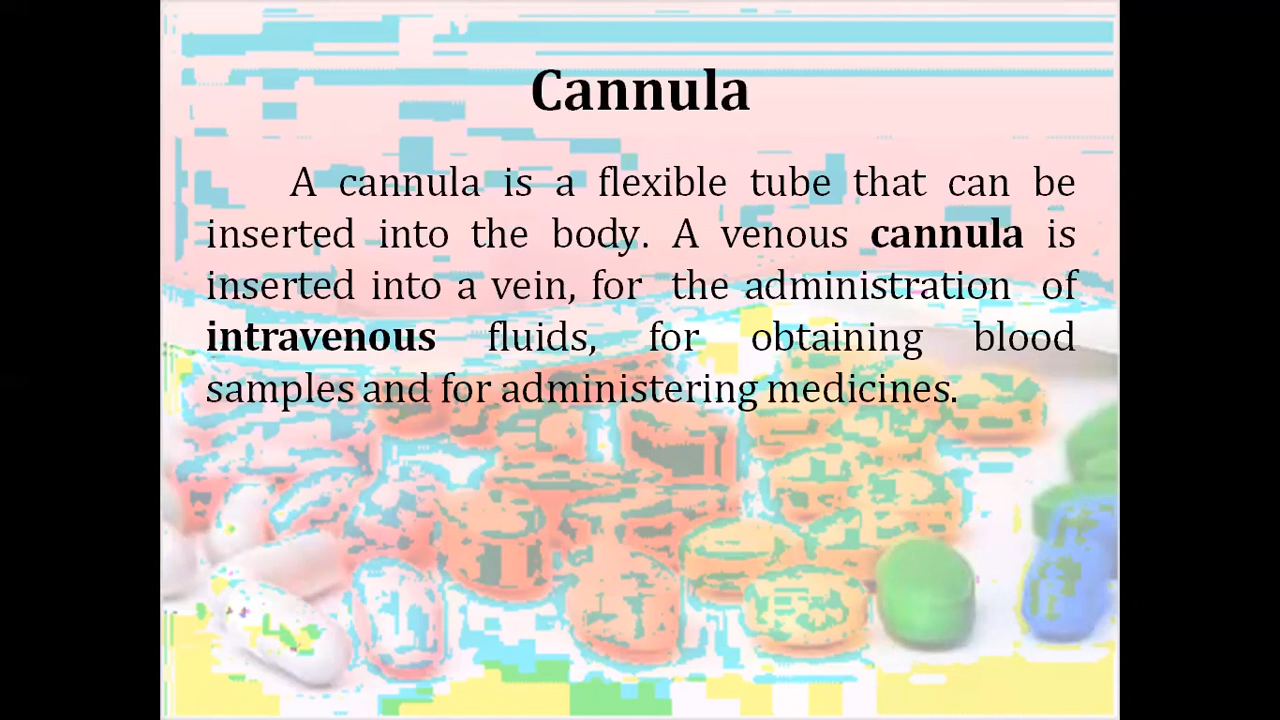 Cannula
A cannula is a flexible tube that can be
inserted into the body. A venous cannula is
inserted into a vein, for the administration of
intravenous fluids, for obtaining blood
samples and for administering medicines.